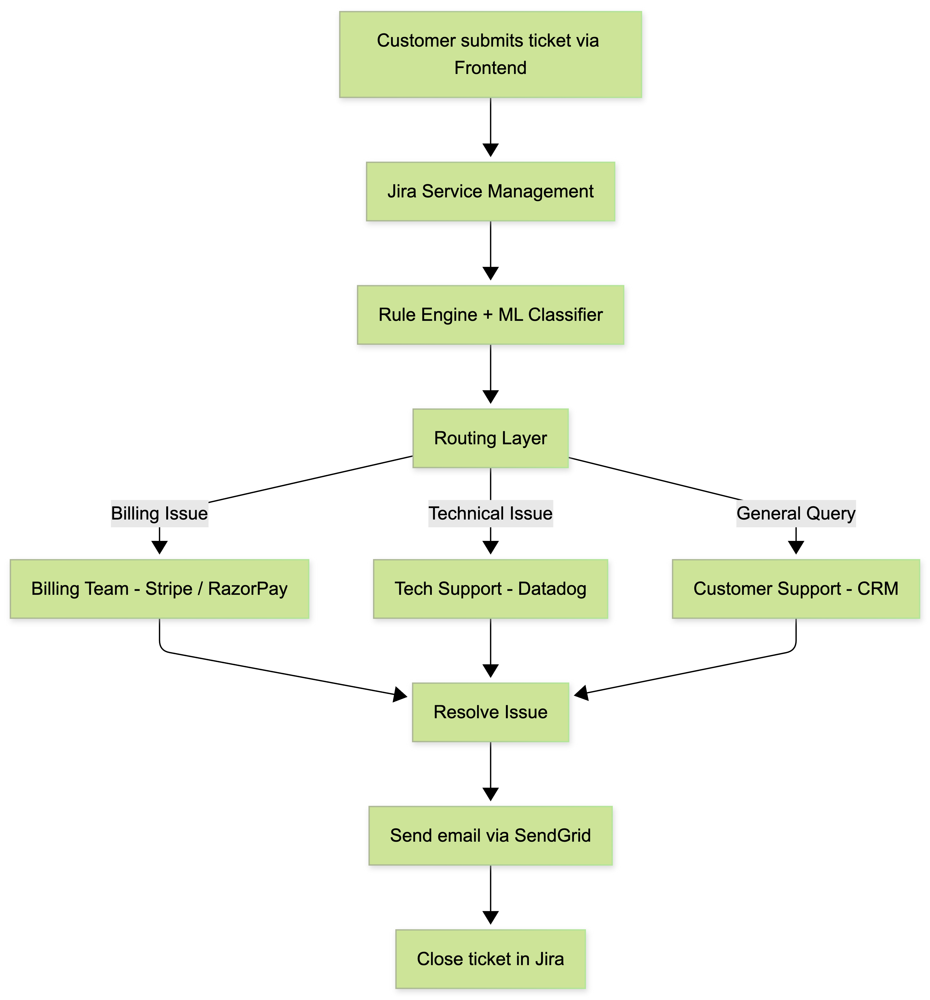 Customer submits ticket via
Frontend
Jira Service Management
Rule Engine + ML Classifier
Routing Layer
Billing Issue
Technical Issue
General Query
Billing Team - Stripe / RazorPay
Tech Support - Datadog
Customer Support - CRM
Resolve Issue
Send email via SendGrid
Close ticket in Jira